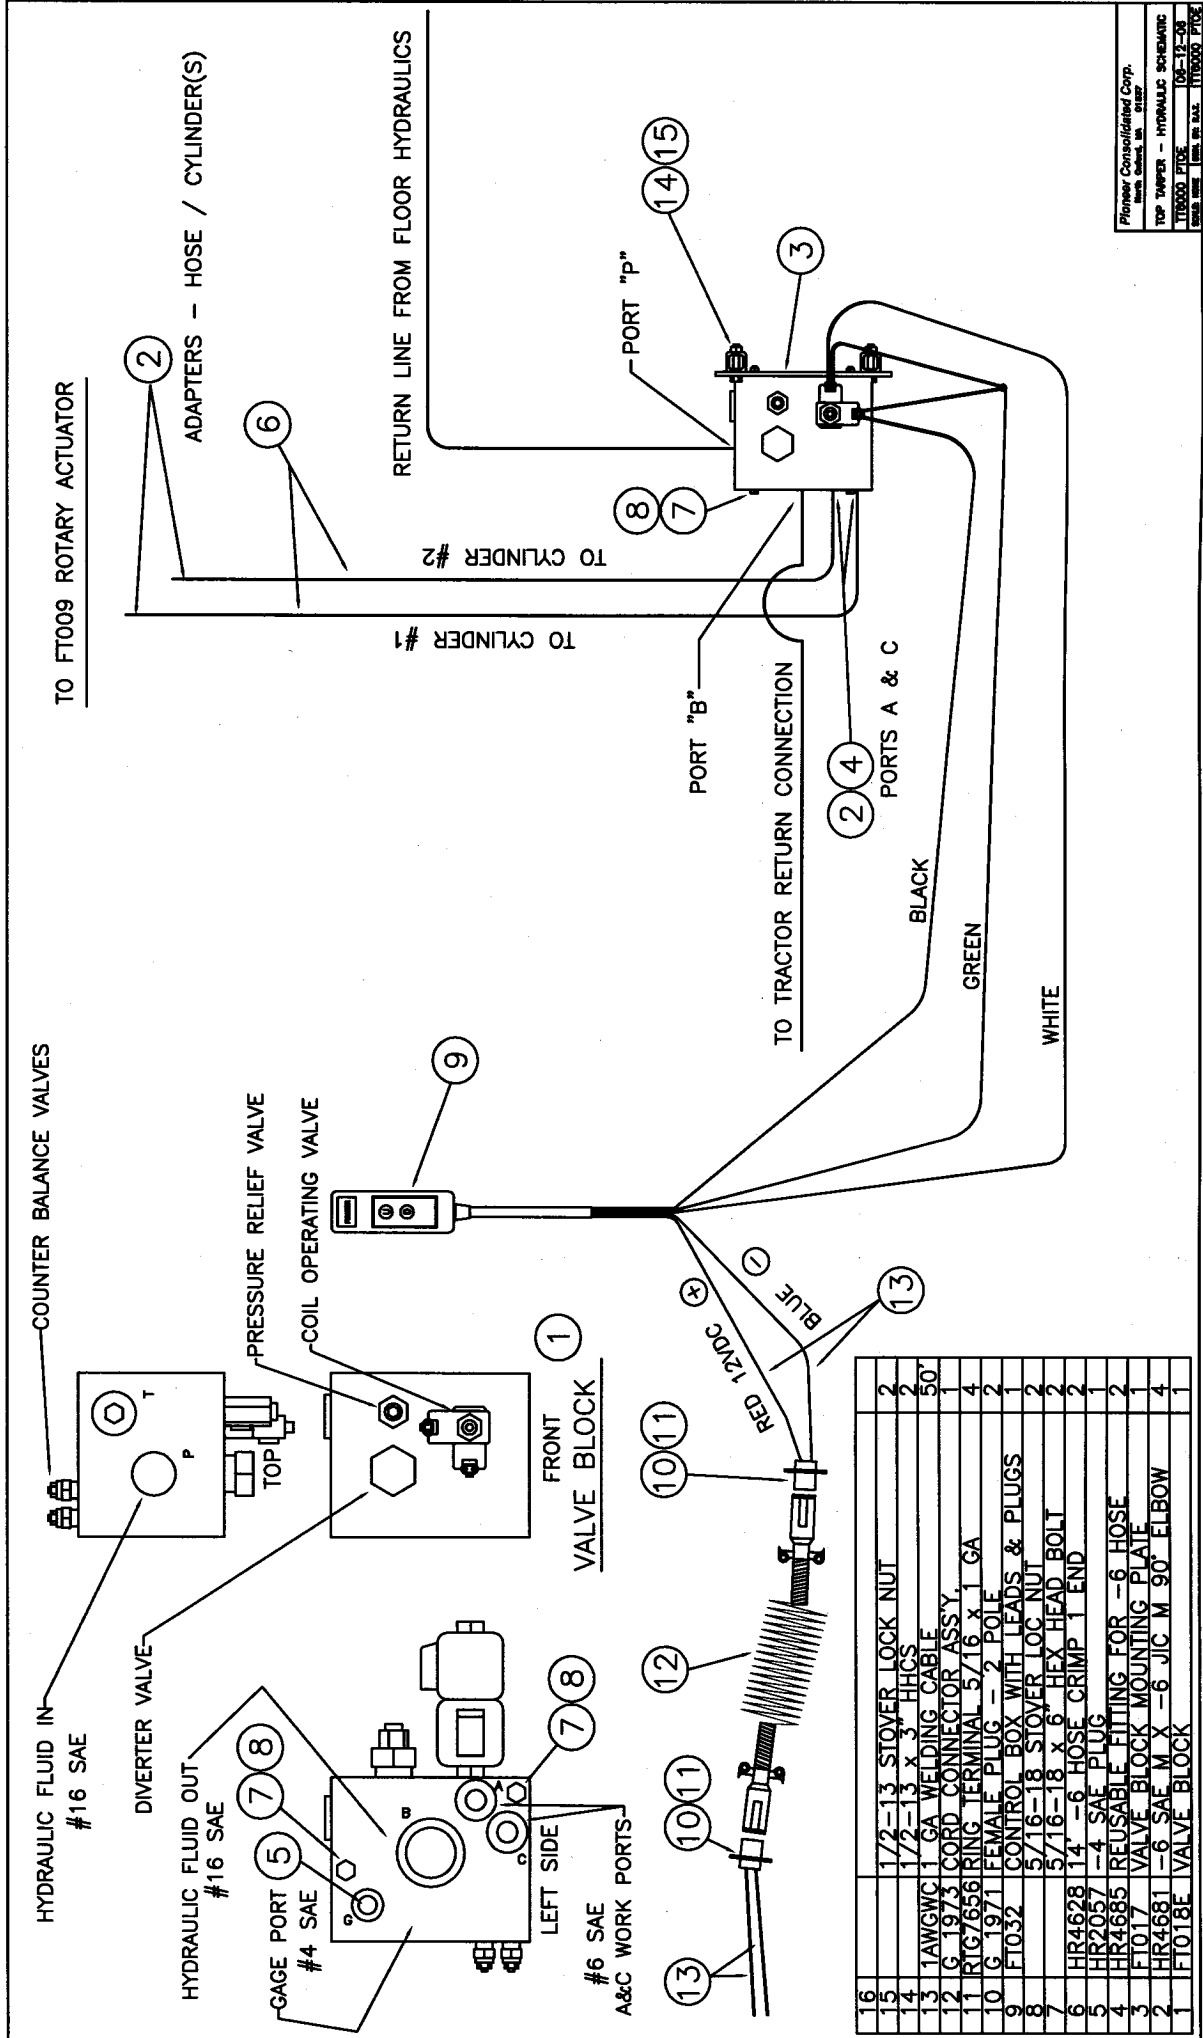 COUNTER BALANCE VALVES
HYDRAULIC FLUID IN
#16 SAE
T
P
TOP
DIVERTER VALVE
PRESSURE RELIEF VALVE
COIL OPERATING VALVE
FRONT
VALVE BLOCK
1
HYDRAULIC FLUID OUT
#16 SAE
7 8
5
GAGE PORT
#4 SAE
G
B
A
C
LEFT SIDE
7 8
#6 SAE
A&C WORK PORTS
9
TO FT009 ROTARY ACTUATOR
2
ADAPTERS - HOSE / CYLINDER(S)
6
RETURN LINE FROM FLOOR HYDRAULICS
TO CYLINDER #1
TO CYLINDER #2
PORT "P"
14 15
3
8
7
PORT "B"
TO TRACTOR RETURN CONNECTION
2 4
PORTS A & C
BLACK
GREEN
WHITE
RED 12VDC +
BLUE -
13
10 11
12
10 11
13
16
15 1/2-13 STOVER LOCK NUT 2
14 1/2-13 x 3" HHCS 2
13 1AWGWC 1 GA WELDING CABLE 50'
12 G 1973 CORD CONNECTOR ASS'Y. 1
11 RTG7656 RING TERMINAL 5/16 x 1 GA 4
10 G 1971 FEMALE PLUG - 2 POLE 2
9 FT032 CONTROL BOX WITH LEADS & PLUGS 1
8 5/16-18 STOVER LOC NUT 2
7 5/16-18 x 6" HEX HEAD BOLT 2
6 HR4628 14' -6 HOSE CRIMP 1 END 2
5 HR2057 -4 SAE PLUG 1
4 HR4685 REUSABLE FITTING FOR -6 HOSE 2
3 FT017 VALVE BLOCK MOUNTING PLATE 1
2 HR4681 -6 SAE M X -6 JIC M 90° ELBOW 4
1 FT018E VALVE BLOCK 1
Pioneer Consolidated Corp.
North Oxford, MA 01537
TOP TARPER - HYDRAULIC SCHEMATIC
TT6000 PTOE 06-12-08
TT6000 PTOE